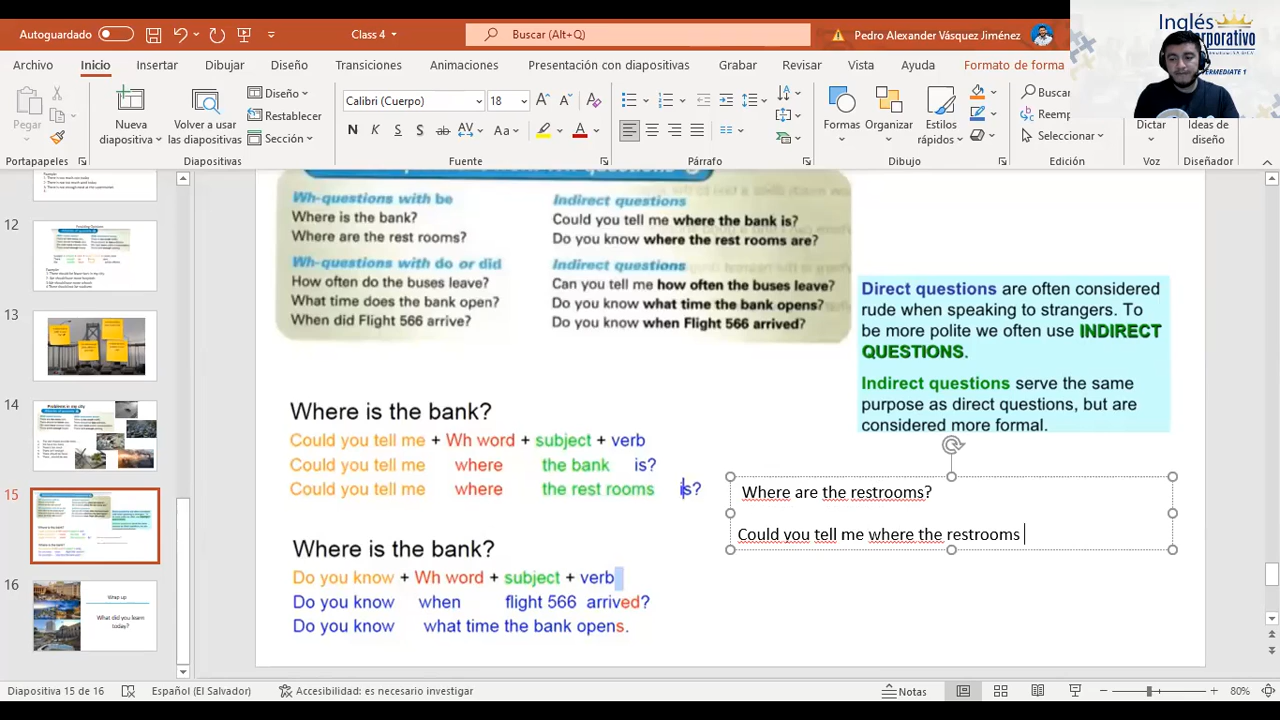 Autoguardado
Class 4
Buscar (Alt+Q)
Pedro Alexander Vásquez Jiménez
Inglés
Corporativo
INTERMEDIATE 1
Archivo Inicio Insertar Dibujar Diseño Transiciones Animaciones Presentación con diapositivas Grabar Revisar Vista Ayuda Formato de forma
Pegar
Nueva diapositiva
Volver a usar las diapositivas
Diseño
Restablecer
Sección
Calibri (Cuerpo) 18
Formas
Organizar
Estilos rápidos
Buscar
Reemp
Seleccionar
Dictar
Ideas de diseño
Portapapeles Diapositivas Fuente Párrafo Dibujo Edición Voz Diseñador
12
13
14
15
16
Wrap up
What did you learn today?
Wh-questions with be
Where is the bank?
Where are the rest rooms?
Indirect questions
Could you tell me where the bank is?
Do you know where the rest rooms are?
Wh-questions with do or did
How often do the buses leave?
What time does the bank open?
When did Flight 566 arrive?
Indirect questions
Can you tell me how often the buses leave?
Do you know what time the bank opens?
Do you know when Flight 566 arrived?
Direct questions are often considered
rude when speaking to strangers. To
be more polite we often use INDIRECT
QUESTIONS.
Indirect questions serve the same
purpose as direct questions, but are
considered more formal.
Where is the bank?
Could you tell me + Wh word + subject + verb
Could you tell me where the bank is?
Could you tell me where the rest rooms is?
Where are the restrooms?
Could you tell me where the restrooms
Where is the bank?
Do you know + Wh word + subject + verb
Do you know when flight 566 arrived?
Do you know what time the bank opens.
Diapositiva 15 de 16
Español (El Salvador)
Accesibilidad: es necesario investigar
Notas
80%